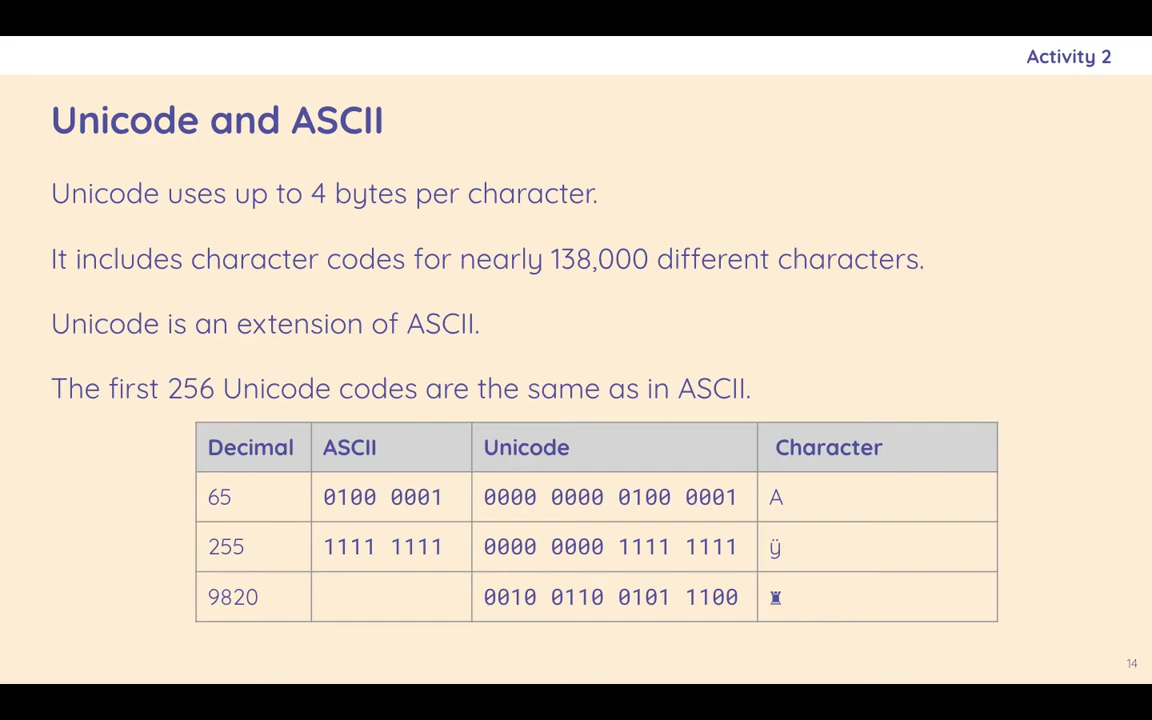 Activity 2
Unicode and ASCII
Unicode uses up to 4 bytes per character.
It includes character codes for nearly 138,000 different characters.
Unicode is an extension of ASCII.
The first 256 Unicode codes are the same as in ASCII.
Decimal ASCII Unicode Character
65 0100 0001 0000 0000 0100 0001 A
255 1111 1111 0000 0000 1111 1111 ÿ
9820 0010 0110 0101 1100 ♜
14